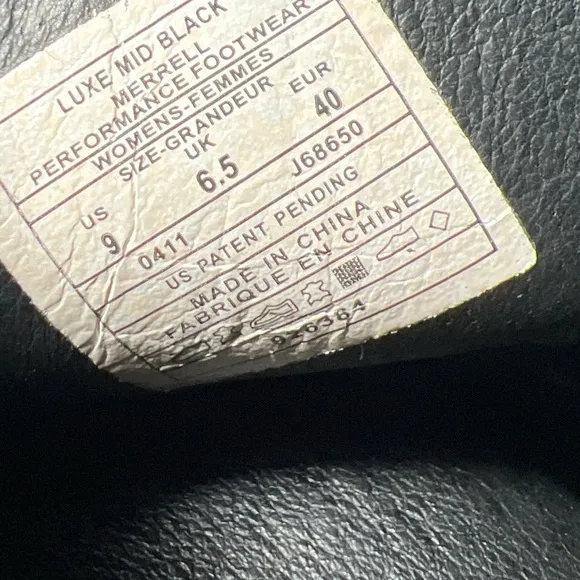 LUXE MID BLACK
MERRELL
PERFORMANCE FOOTWEAR
WOMENS-FEMMES
SIZE-GRANDEUR
US UK EUR
9 6.5 40
0411 J68650
US PATENT PENDING
MADE IN CHINA
FABRIQUE EN CHINE
926364